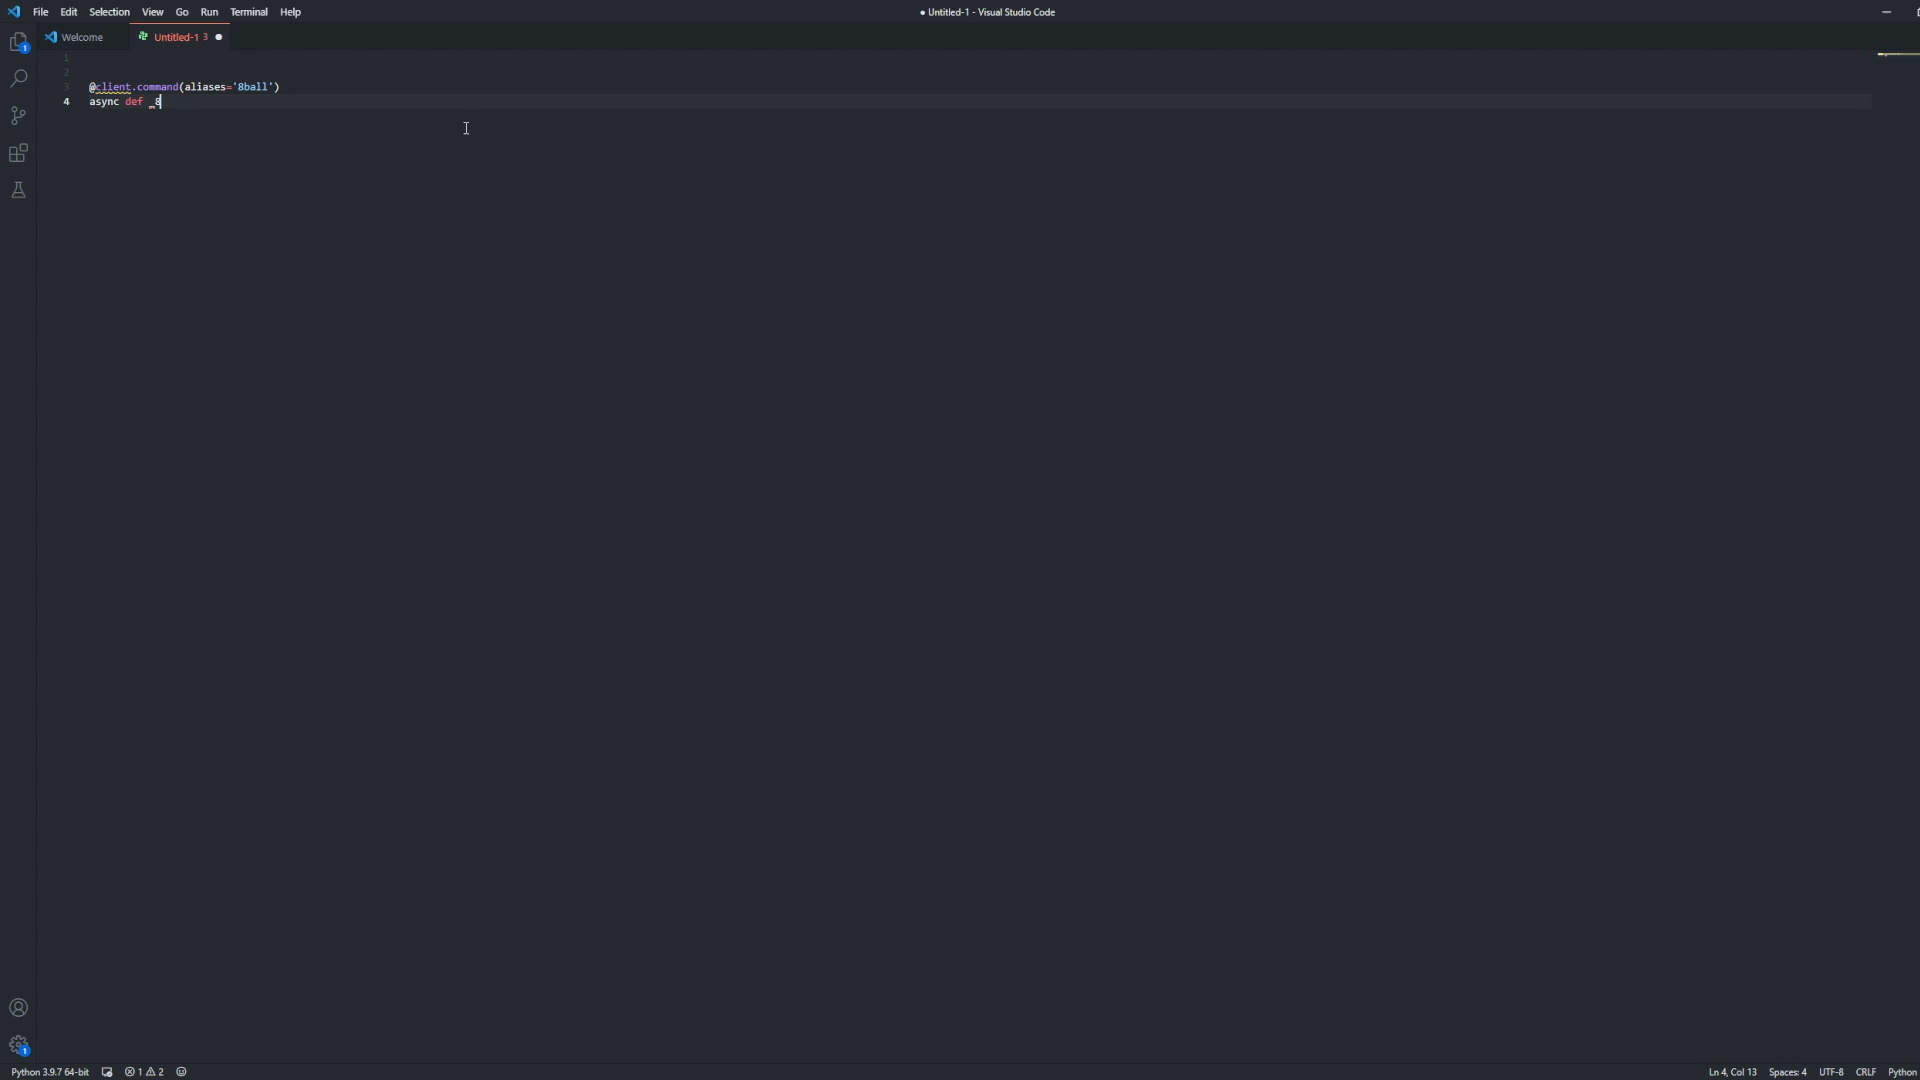 File Edit Selection View Go Run Terminal Help
● Untitled-1 - Visual Studio Code
Welcome
Untitled-1 3 ●
1
2
3 @client.command(aliases='8ball')
4 async def _8
1
1
Python 3.9.7 64-bit
1 2
Ln 4, Col 13 Spaces: 4 UTF-8 CRLF Python